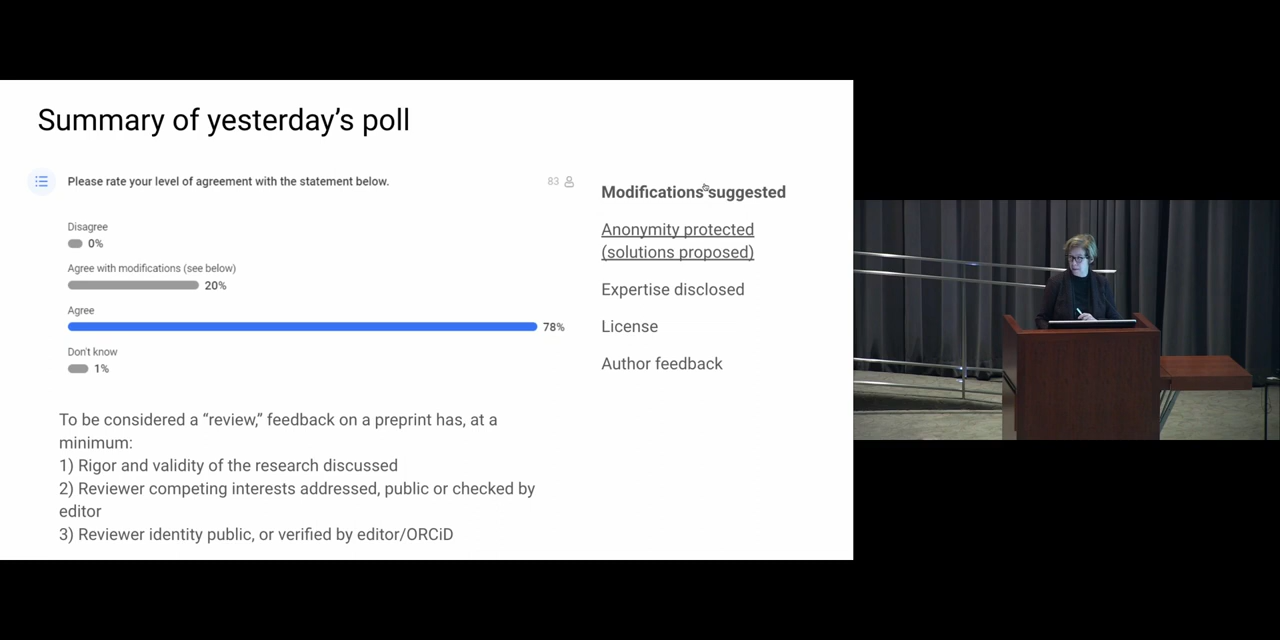 Summary of yesterday’s poll
Please rate your level of agreement with the statement below.
83
Disagree
0%
Agree with modifications (see below)
20%
Agree
78%
Don't know
1%
To be considered a “review,” feedback on a preprint has, at a
minimum:
1) Rigor and validity of the research discussed
2) Reviewer competing interests addressed, public or checked by
editor
3) Reviewer identity public, or verified by editor/ORCiD
Modifications suggested
Anonymity protected
(solutions proposed)
Expertise disclosed
License
Author feedback